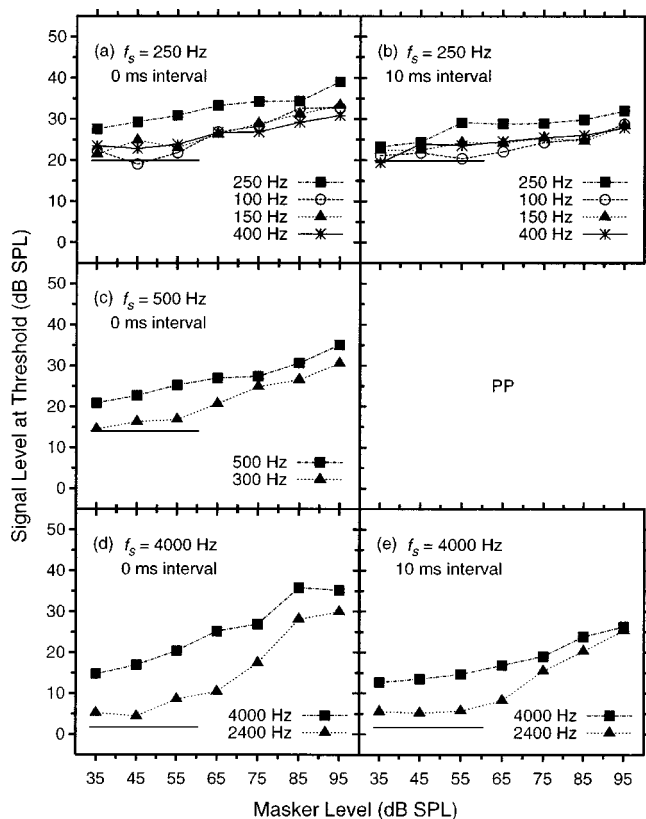 (a) fs = 250 Hz
0 ms interval
250 Hz
100 Hz
150 Hz
400 Hz
50
40
30
20
10
0
(b) fs = 250 Hz
10 ms interval
250 Hz
100 Hz
150 Hz
400 Hz
(c) fs = 500 Hz
0 ms interval
500 Hz
300 Hz
50
40
30
20
10
0
PP
(d) fs = 4000 Hz
0 ms interval
4000 Hz
2400 Hz
50
40
30
20
10
0
(e) fs = 4000 Hz
10 ms interval
4000 Hz
2400 Hz
35 45 55 65 75 85 95
35 45 55 65 75 85 95
Signal Level at Threshold (dB SPL)
Masker Level (dB SPL)